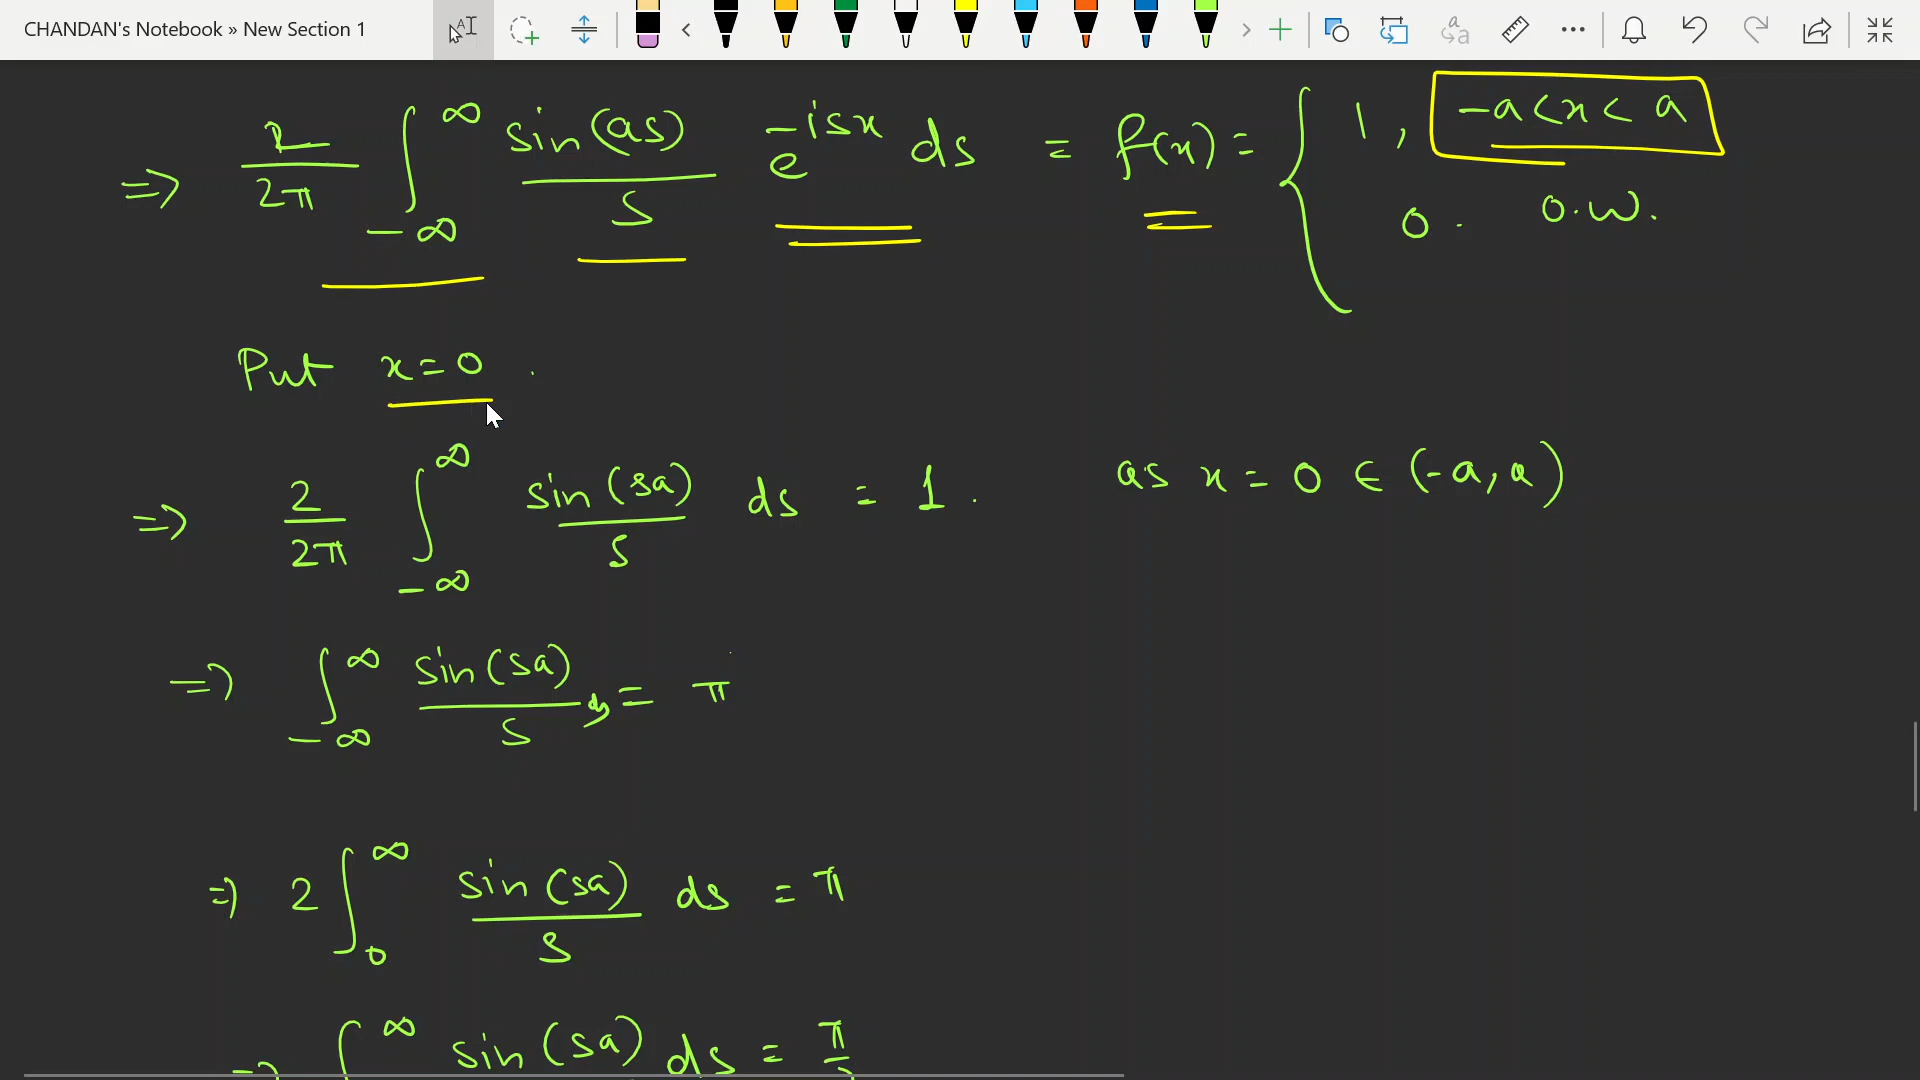 CHANDAN's Notebook » New Section 1
=> 2/2π ∫_{-∞}^{∞} sin(as)/s e^{-isx} ds = f(x) = { 1, -a<x<a
0. o.w.
Put x=0.
=> 2/2π ∫_{-∞}^{∞} sin(sa)/s ds = 1. as x = 0 ∈ (-a, a)
=> ∫_{-∞}^{∞} sin(sa)/s ds = π
=> 2 ∫_{0}^{∞} sin(sa)/s ds = π
=> ∫^{∞} sin(sa) ds = π